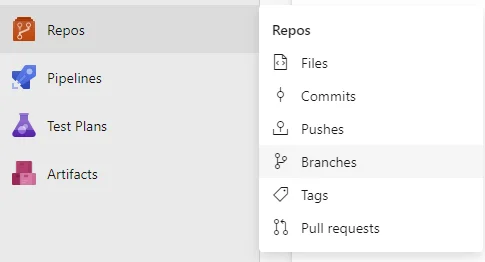 Repos
Pipelines
Test Plans
Artifacts
Repos
Files
Commits
Pushes
Branches
Tags
Pull requests